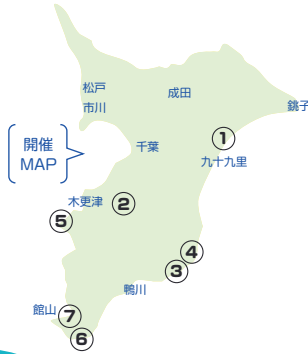 松戸
市川
成田
銚子
①
開催
MAP
千葉
九十九里
木更津
②
⑤
④
③
鴨川
館山
⑦
⑥